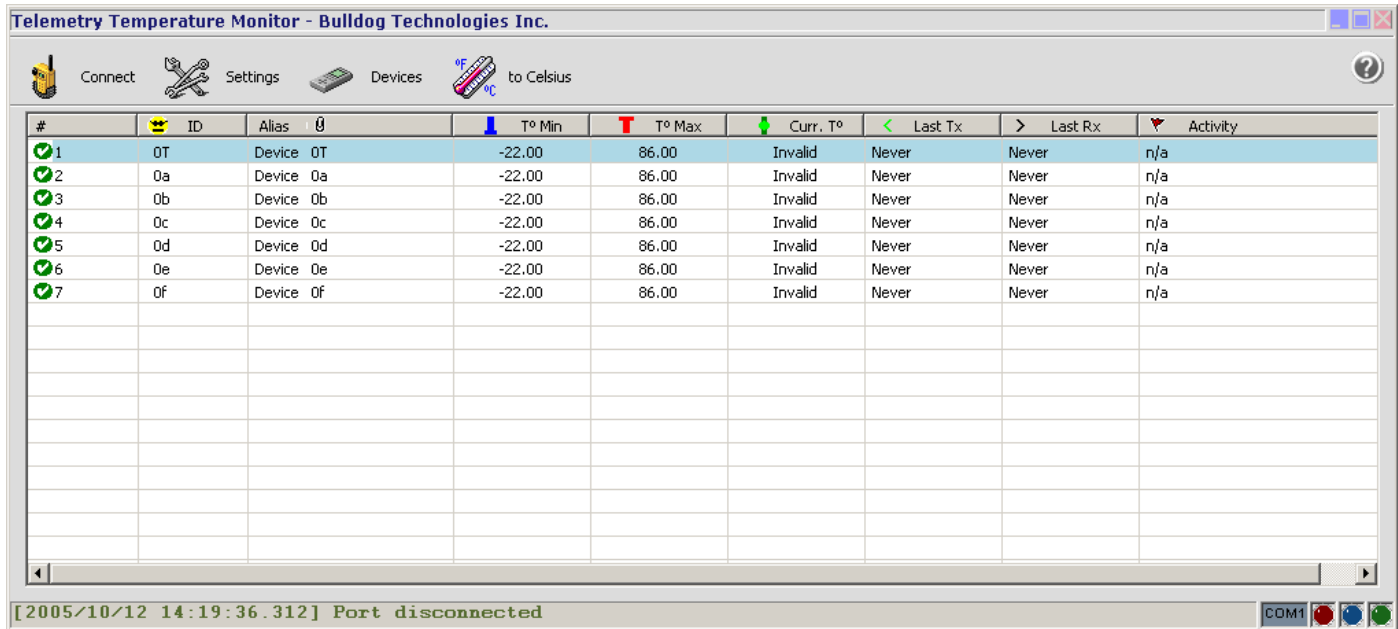 Telemetry Temperature Monitor - Bulldog Technologies Inc.
Connect Settings Devices ºF ºC to Celsius ?
# ID Alias Tº Min Tº Max Curr. Tº < Last Tx > Last Rx Activity
1 0T Device 0T -22.00 86.00 Invalid Never Never n/a
2 0a Device 0a -22.00 86.00 Invalid Never Never n/a
3 0b Device 0b -22.00 86.00 Invalid Never Never n/a
4 0c Device 0c -22.00 86.00 Invalid Never Never n/a
5 0d Device 0d -22.00 86.00 Invalid Never Never n/a
6 0e Device 0e -22.00 86.00 Invalid Never Never n/a
7 0f Device 0f -22.00 86.00 Invalid Never Never n/a
[2005/10/12 14:19:36.312] Port disconnected COM1